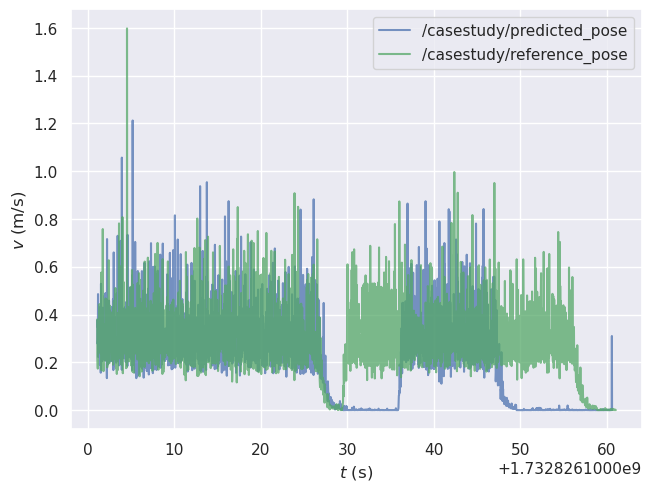 /casestudy/predicted_pose
/casestudy/reference_pose
1.6
1.4
1.2
1.0
0.8
0.6
0.4
0.2
0.0
v (m/s)
0 10 20 30 40 50 60
t (s)
+1.7328261000e9